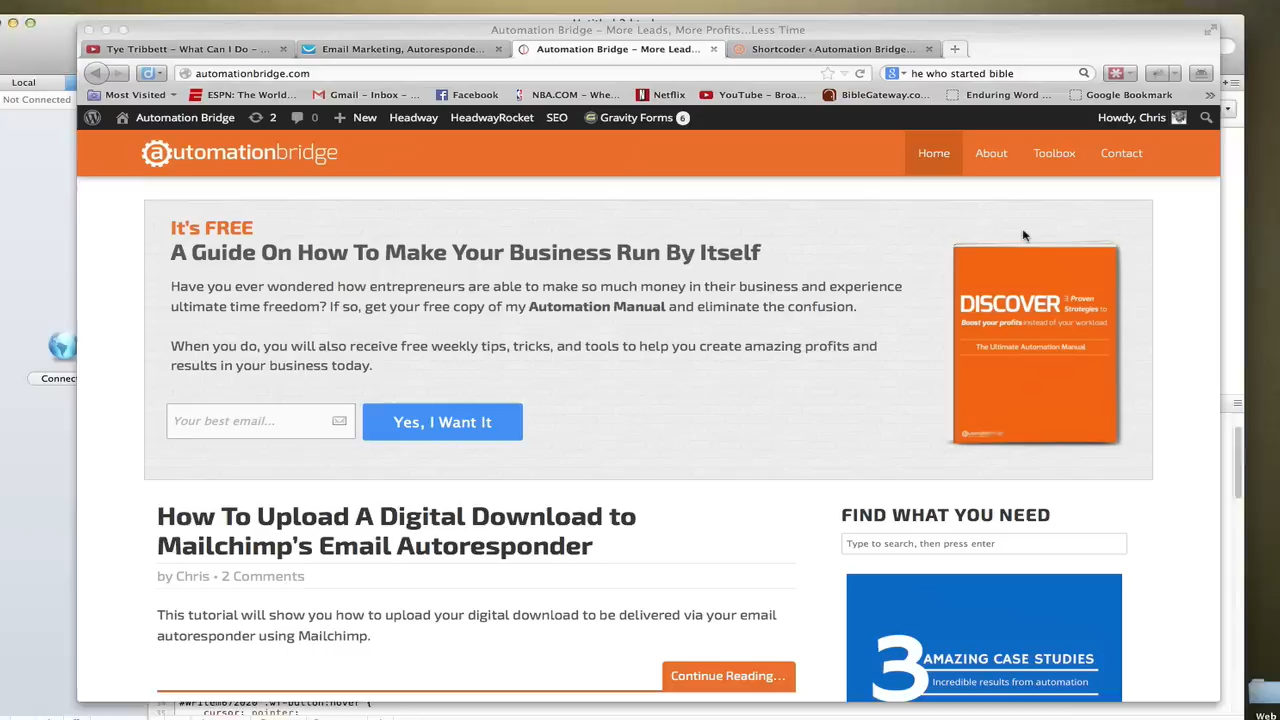 Automation Bridge – More Leads, More Profits...Less Time
Tye Tribbett – What Can I Do – ...
Email Marketing, Autoresponde...
Automation Bridge – More Lead...
Shortcoder ‹ Automation Bridge...
Local
automationbridge.com
he who started bible
Not Connected
Most Visited
ESPN: The World...
Gmail – Inbox – ...
Facebook
NBA.COM – Whe...
Netflix
YouTube – Broa...
BibleGateway.co...
Enduring Word ...
Google Bookmark
Automation Bridge
2
0
New
Headway
HeadwayRocket
SEO
Gravity Forms 6
Howdy, Chris
automationbridge
Home
About
Toolbox
Contact
It's FREE
A Guide On How To Make Your Business Run By Itself
Have you ever wondered how entrepreneurs are able to make so much money in their business and experience
ultimate time freedom? If so, get your free copy of my Automation Manual and eliminate the confusion.
When you do, you will also receive free weekly tips, tricks, and tools to help you create amazing profits and
results in your business today.
DISCOVER 3 Proven
Strategies to
Boost your profits instead of your workload
The Ultimate Automation Manual
Connec
Your best email...
Yes, I Want It
automationbridge
How To Upload A Digital Download to
Mailchimp's Email Autoresponder
by Chris • 2 Comments
This tutorial will show you how to upload your digital download to be delivered via your email
autoresponder using Mailchimp.
Continue Reading...
FIND WHAT YOU NEED
Type to search, then press enter
3 AMAZING CASE STUDIES
Incredible results from automation
35 cursor: pointer;
Web